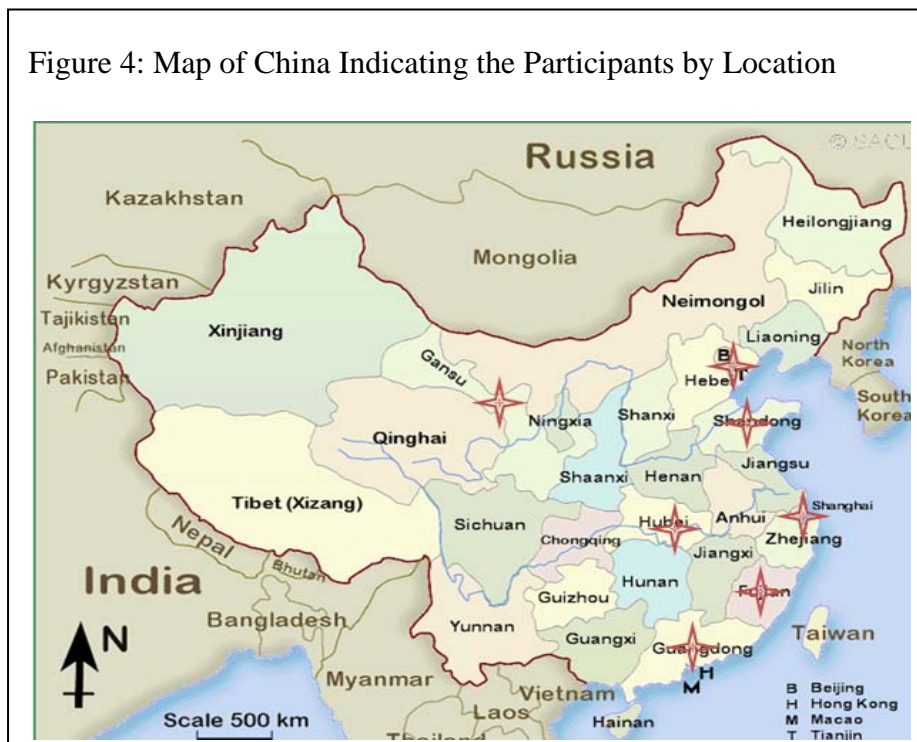 Figure 4: Map of China Indicating the Participants by Location
© SACU
Russia
Kazakhstan
Mongolia
Heilongjiang
Kyrgyzstan
Neimongol
Jilin
Tajikistan
Xinjiang
Liaoning
Afghanistan
Gansu
B
North
Korea
Pakistan
T
Hebei
South
Korea
Ningxia
Shanxi
Shandong
Qinghai
Jiangsu
Shaanxi
Henan
Tibet (Xizang)
Sichuan
Shanghai
Hubei
Anhui
Nepal
Chongqing
Zhejiang
Jiangxi
Bhutan
India
Hunan
Guizhou
Fujian
Bangladesh
Yunnan
Guangxi
Guangdong
Taiwan
N
H
M
Myanmar
Vietnam
Laos
Hainan
Thailand
Scale 500 km
B Beijing
H Hong Kong
M Macao
T Tianjin